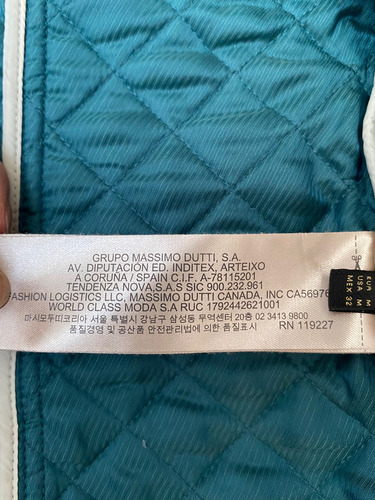 GRUPO MASSIMO DUTTI, S.A.
AV. DIPUTACIÓN ED. INDITEX, ARTEIXO
A CORUÑA / SPAIN C.I.F. A-78115201
TENDENZA NOVA,S.A.S SIC 900.232.961
FASHION LOGISTICS LLC, MASSIMO DUTTI CANADA, INC CA56976
WORLD CLASS MODA S.A RUC 1792442621001
마시모두띠코리아 서울 특별시 강남구 삼성동 무역센터 20층 02 3413 9800
품질경영 및 공산품 안전관리법에 의한 품질표시 RN 119227
EUR M
USA M
MEX 32